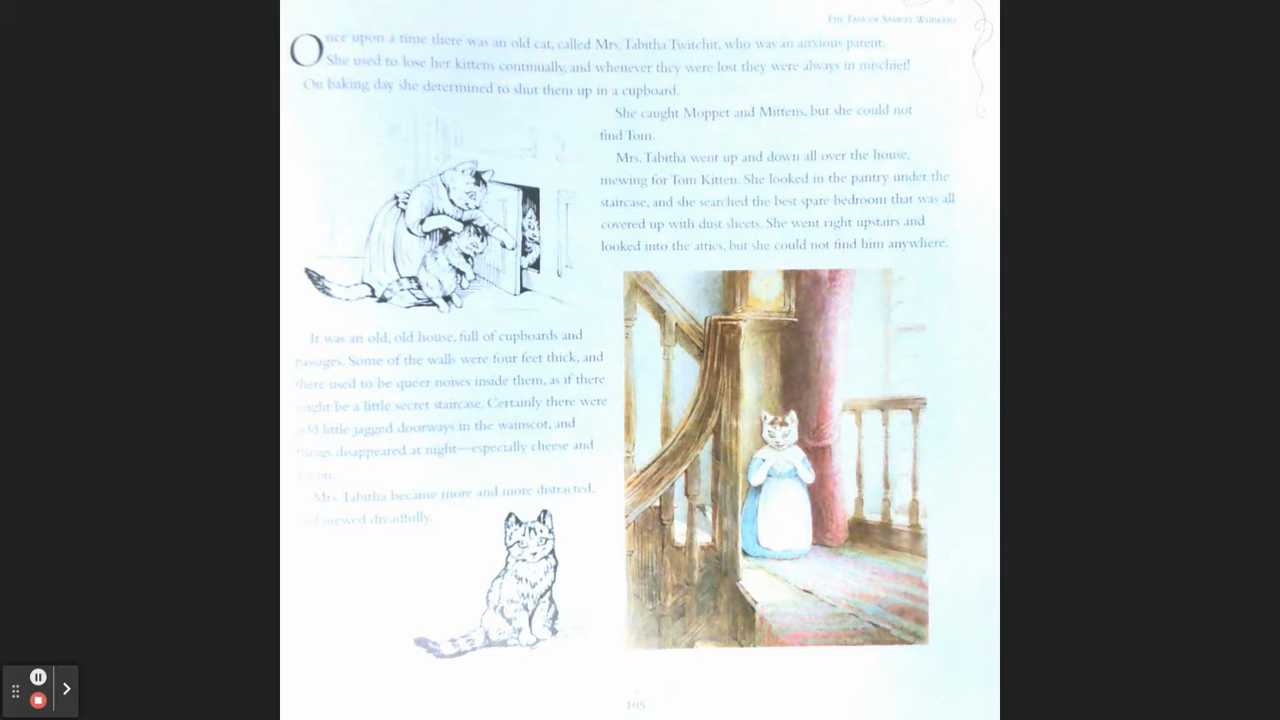 THE TALE OF SAMUEL WHISKERS
Once upon a time there was an old cat, called Mrs. Tabitha Twitchit, who was an anxious parent.
She used to lose her kittens continually, and whenever they were lost they were always in mischief!
On baking day she determined to shut them up in a cupboard.
She caught Moppet and Mittens, but she could not
find Tom.
Mrs. Tabitha went up and down all over the house,
mewing for Tom Kitten. She looked in the pantry under the
staircase, and she searched the best spare bedroom that was all
covered up with dust sheets. She went right upstairs and
looked into the attics, but she could not find him anywhere.
It was an old, old house, full of cupboards and
passages. Some of the walls were four feet thick, and
there used to be queer noises inside them, as if there
might be a little secret staircase. Certainly there were
odd little jagged doorways in the wainscot, and
things disappeared at night—especially cheese and
Mrs. Tabitha became more and more distracted,
and mewed dreadfully.
105